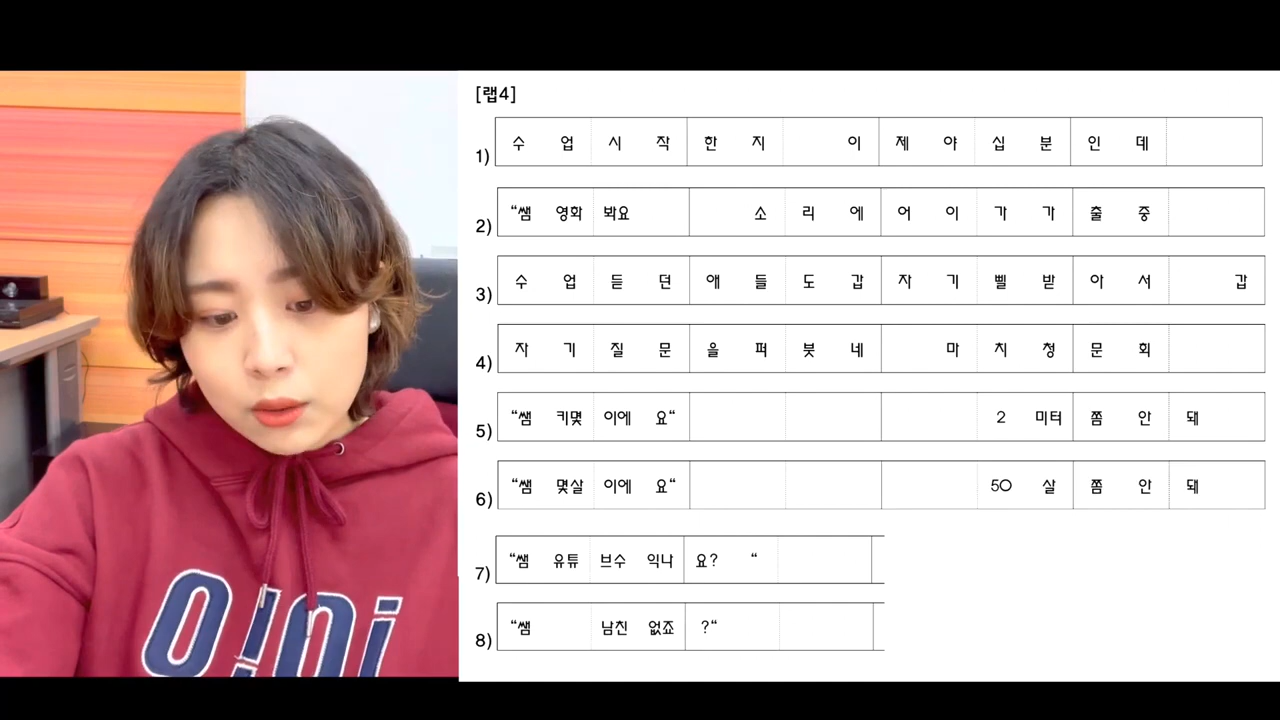 [랩4]
1) 수 업 시 작 한 지 이 제 야 십 분 인 데
2) “쌤 영화 봐요 소 리 에 어 이 가 가 출 중
3) 수 업 듣 던 애 들 도 갑 자 기 삘 받 아 서 갑
4) 자 기 질 문 을 퍼 붓 네 마 치 청 문 회
5) “쌤 키몇 이에 요“ 2 미터 쫌 안 돼
6) “쌤 몇살 이에 요“ 50 살 쫌 안 돼
7) “쌤 유튜 브수 익나 요? “
8) “쌤 남친 없죠 ?“
O!Oi